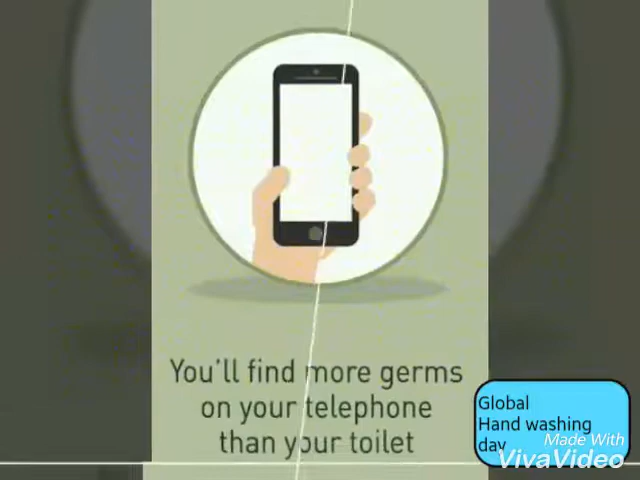 You'll find more germs
on your telephone
than your toilet
Global
Hand washing
day
Made With
VivaVideo